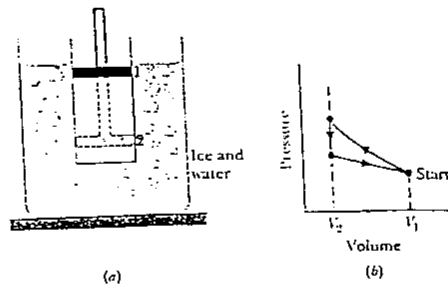 1
2
Ice and
water
(a)
Pressure
Start
V₂
V₁
Volume
(b)